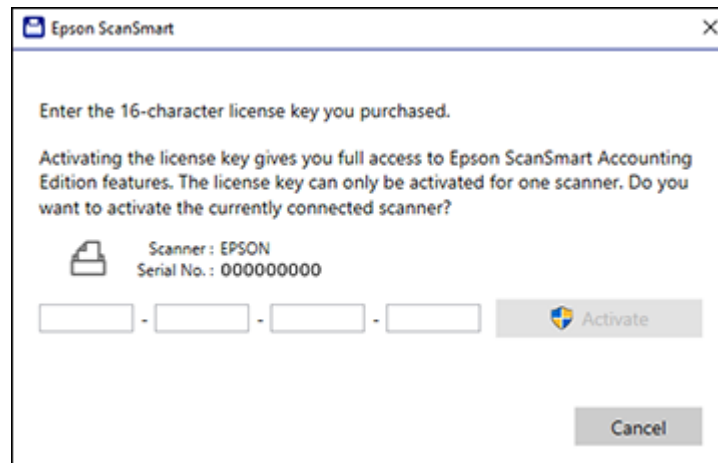 Epson ScanSmart
Enter the 16-character license key you purchased.
Activating the license key gives you full access to Epson ScanSmart Accounting
Edition features. The license key can only be activated for one scanner. Do you
want to activate the currently connected scanner?
Scanner : EPSON
Serial No. : 000000000
- - - Activate
Cancel